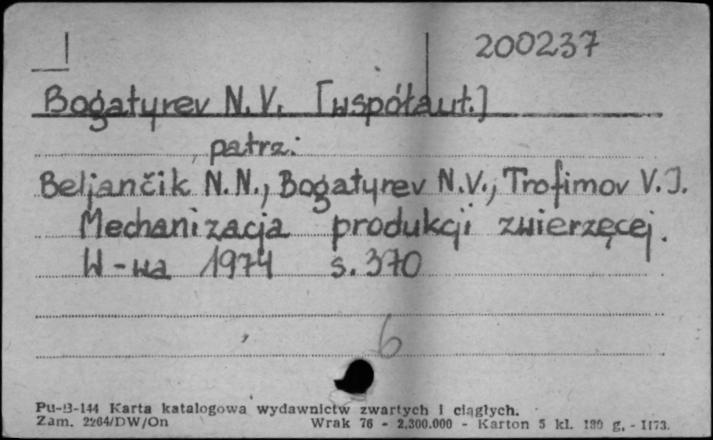 200237
Bogatyrev N.V. [współaut.]
patrz:
Beljančik N.N., Bogatyrev N.V., Trofimov V.I.
Mechanizacja produkcji zwierzęcej.
W-wa 1974 s. 370
6
Pu-B-144 Karta katalogowa wydawnictw zwartych i ciągłych.
Zam. 2264/DW/On Wrak 76 - 2,300.000 - Karton 5 kl. 180 g, - 1173.